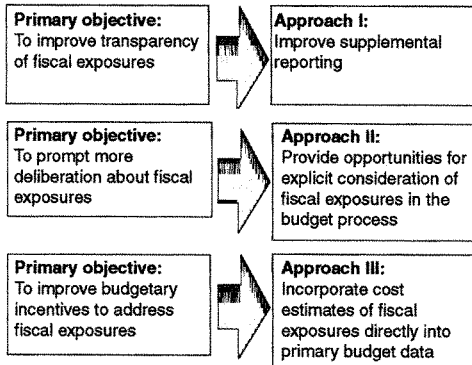 Primary objective:
To improve transparency
of fiscal exposures
Approach I:
Improve supplemental
reporting
Primary objective:
To prompt more
deliberation about fiscal
exposures
Approach II:
Provide opportunities for
explicit consideration of
fiscal exposures in the
budget process
Primary objective:
To improve budgetary
incentives to address
fiscal exposures
Approach III:
Incorporate cost
estimates of fiscal
exposures directly into
primary budget data